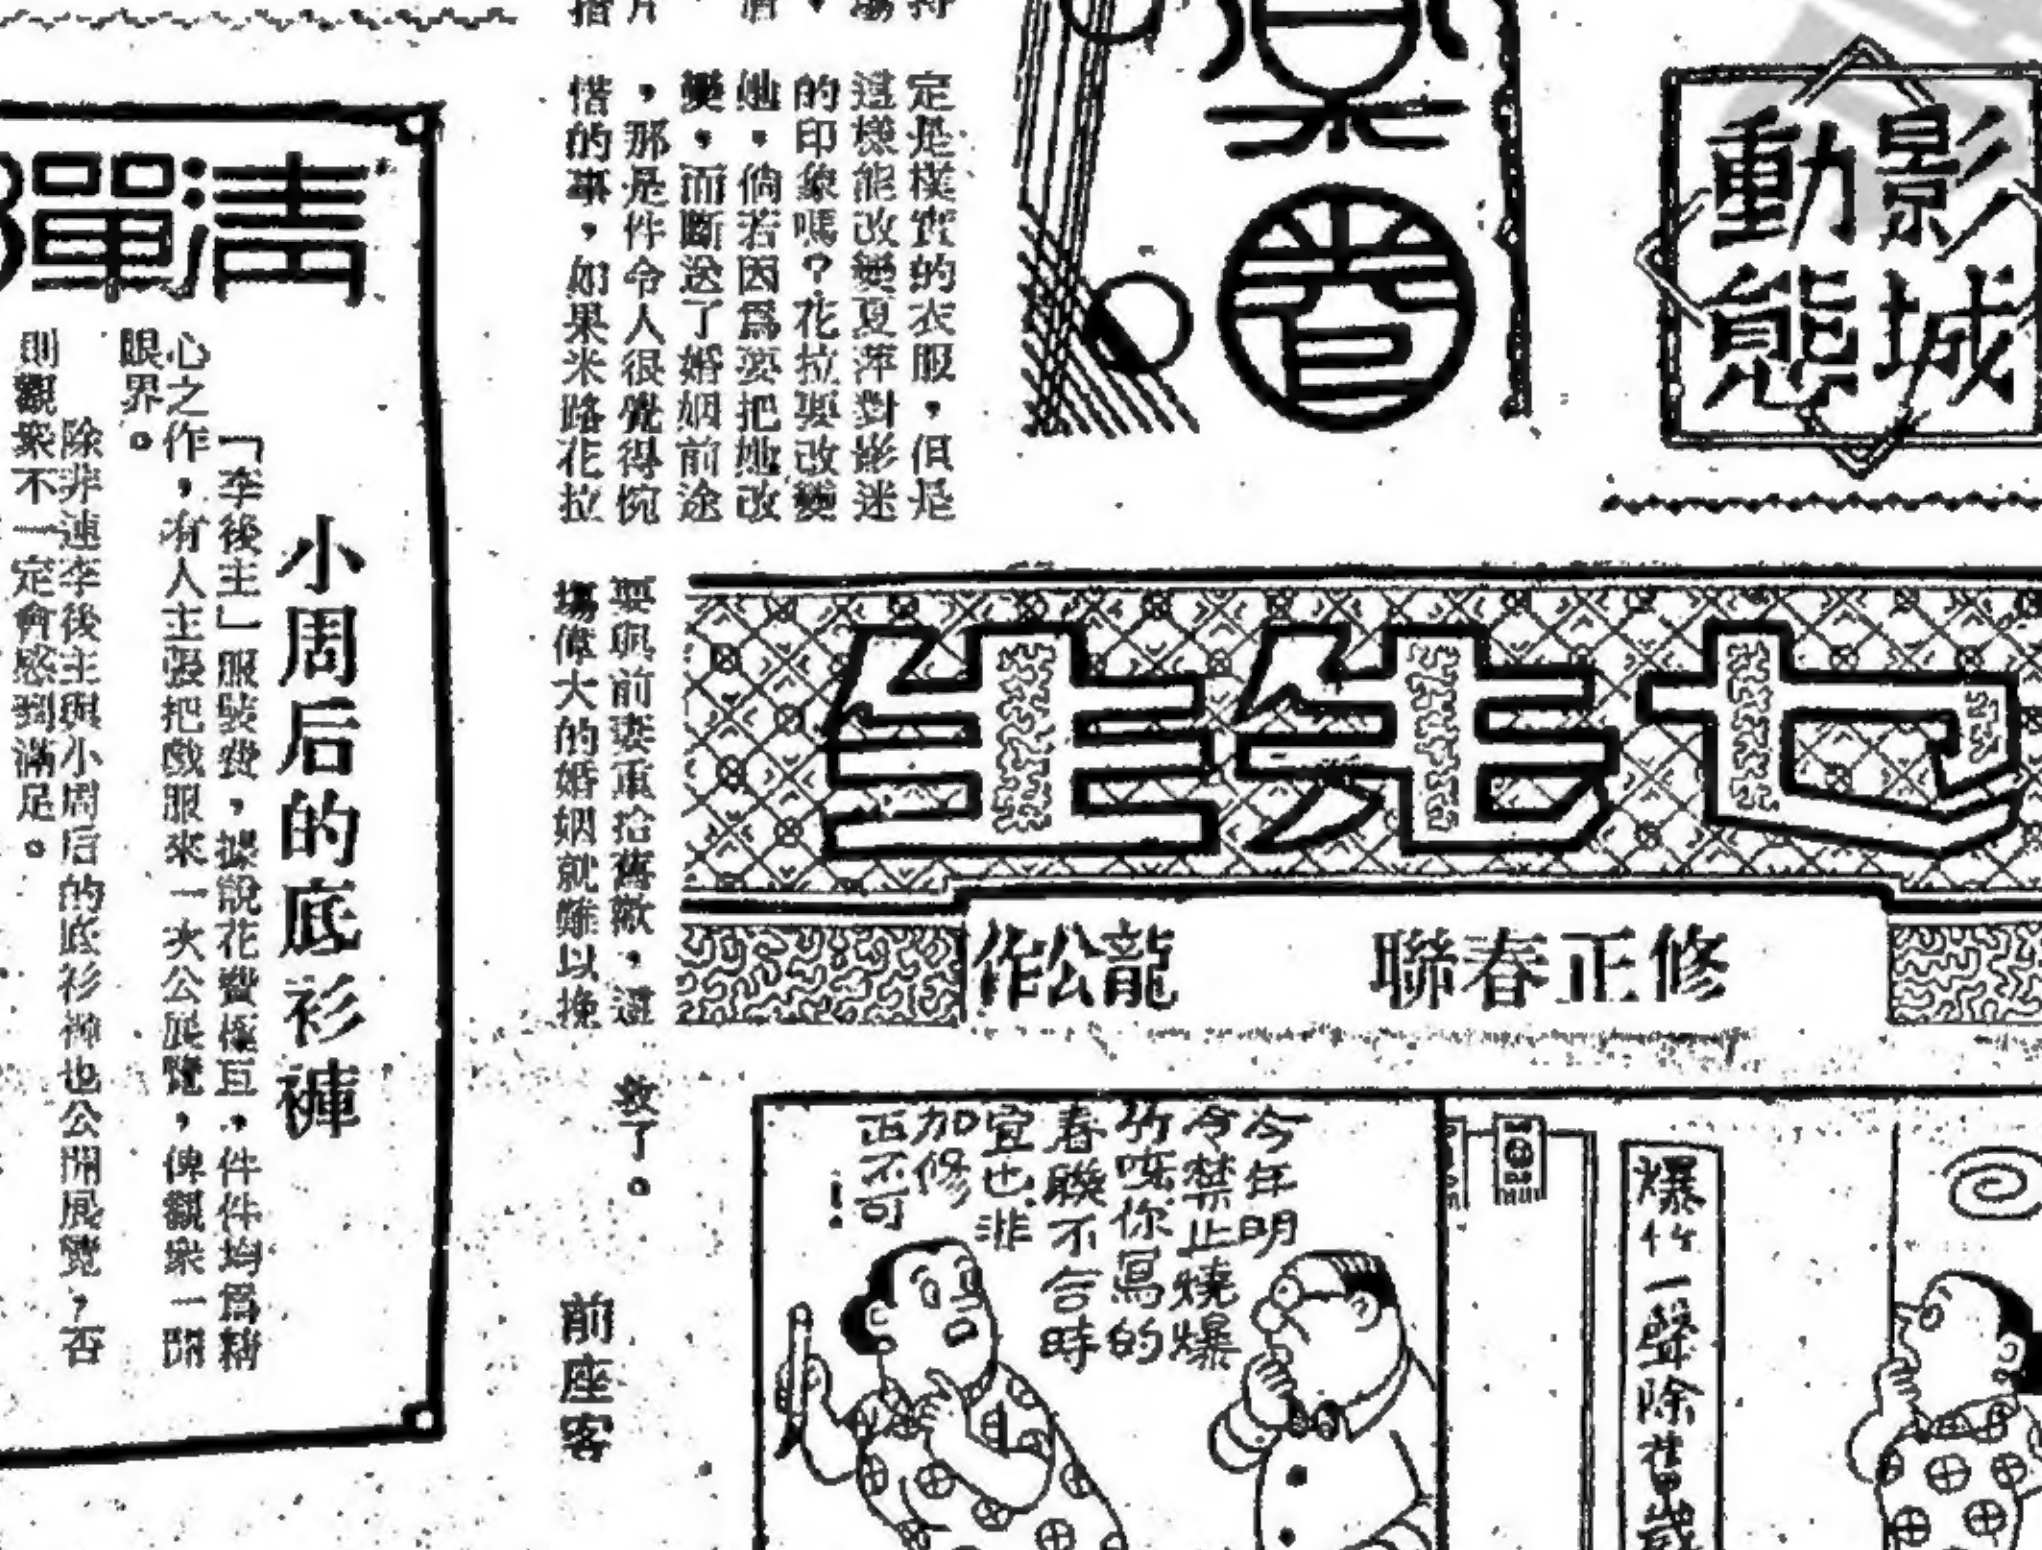 影城
動態
卷
定是樸實的衣服，但是
這樣能改變夏萍對影迷
的印象嗎？花拉要改變
她。倘若因爲要把她改
變，而斷送了婚姻前途
，那是件令人很覺得惋
惜的事，如果米路花拉
要與前妻重拾舊歡，這
塲偉大的婚姻就難以挽
救了。
前座客
清彈
小周后的底衫褲
「李後主」服裝費，據說花費極巨，件件均爲精
心之作，有人主張把戲服來一次公展覽，俾觀衆一開
眼界。
除非連李後主與小周后的底衫褲也公開展覽，否
則觀衆不一定會感到滿足。
七先生
修正春聯
龍公作
今年明
令禁止燒爆
竹咴你寫的
春聯不合時
宜也非
加修
正不可
！
爆竹一聲除舊歲